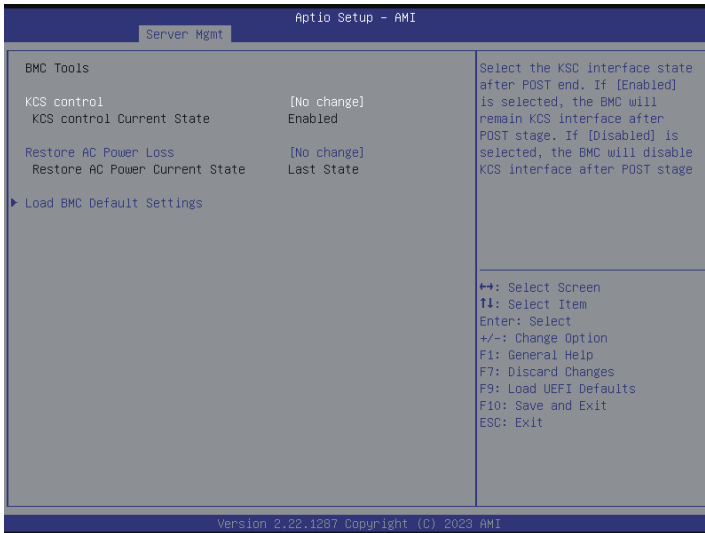 Aptio Setup – AMI
Server Mgmt
BMC Tools
KCS control [No change]
KCS control Current State Enabled
Restore AC Power Loss [No change]
Restore AC Power Current State Last State
Load BMC Default Settings
Select the KSC interface state
after POST end. If [Enabled]
is selected, the BMC will
remain KCS interface after
POST stage. If [Disabled] is
selected, the BMC will disable
KCS interface after POST stage
↔: Select Screen
↑↓: Select Item
Enter: Select
+/-: Change Option
F1: General Help
F7: Discard Changes
F9: Load UEFI Defaults
F10: Save and Exit
ESC: Exit
Version 2.22.1287 Copyright (C) 2023 AMI